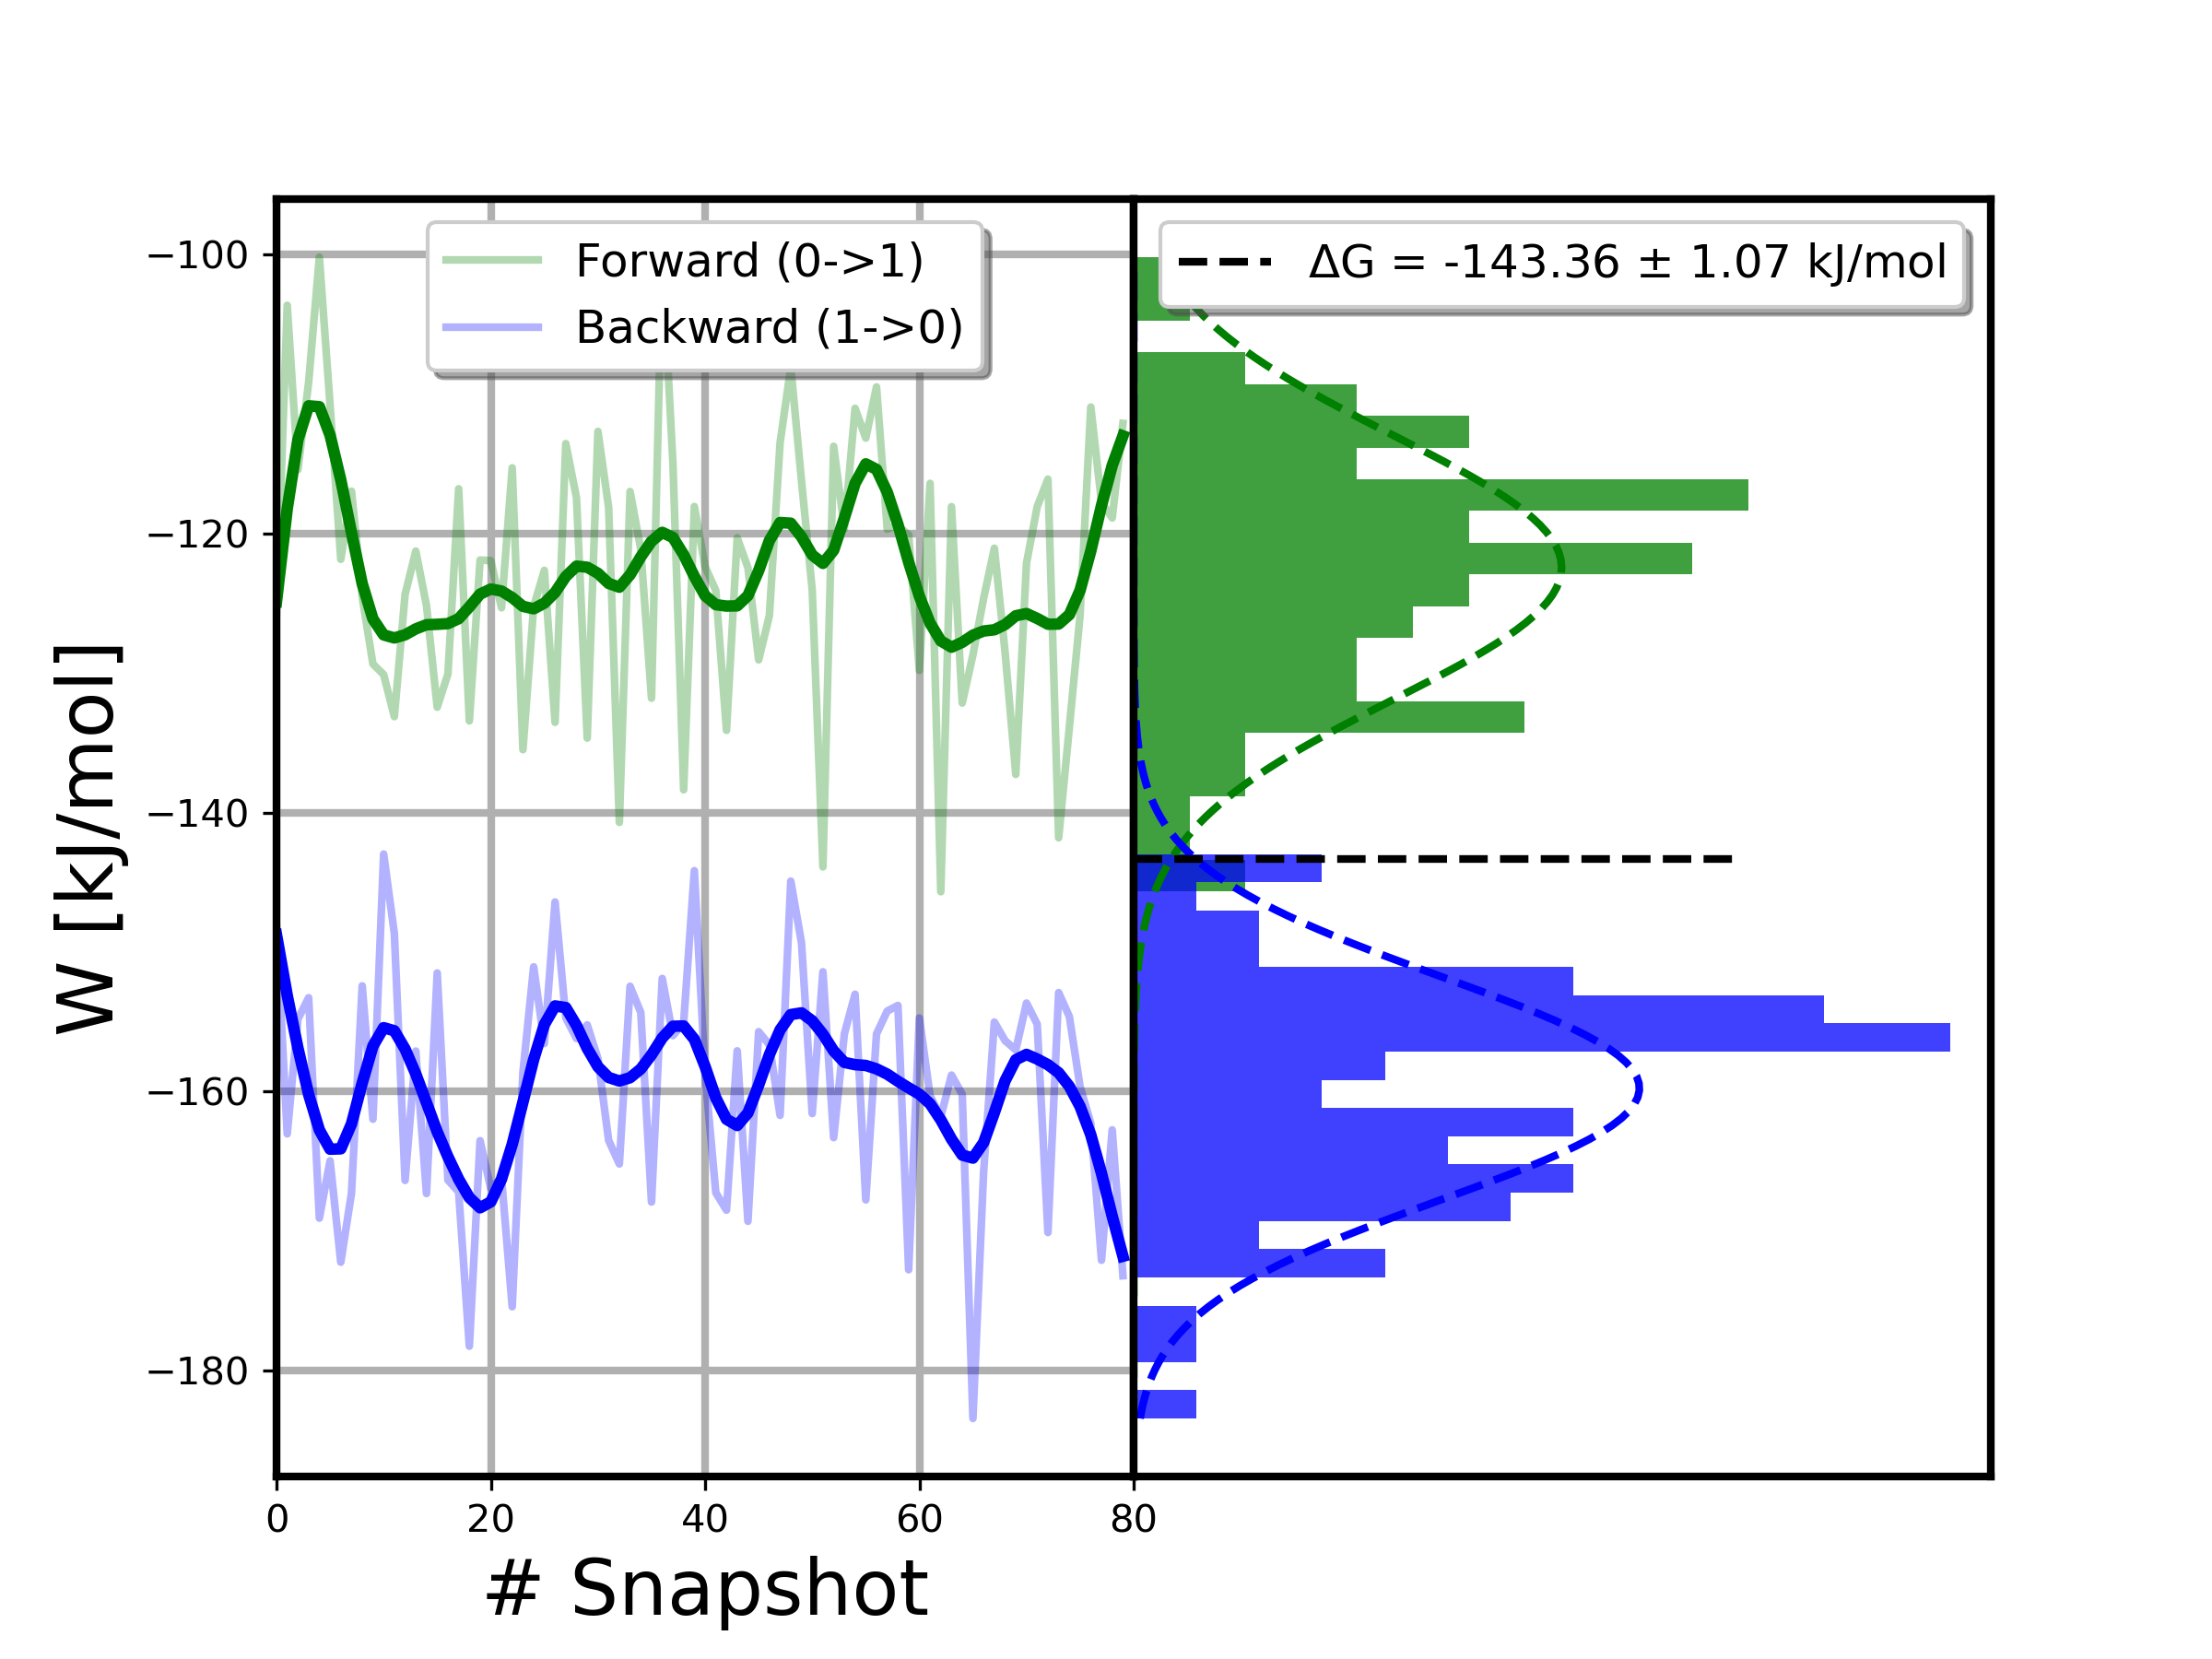 Forward (0->1)
Backward (1->0)
ΔG = -143.36 ± 1.07 kJ/mol
W [kJ/mol]
−100
−120
−140
−160
−180
0 20 40 60 80
# Snapshot